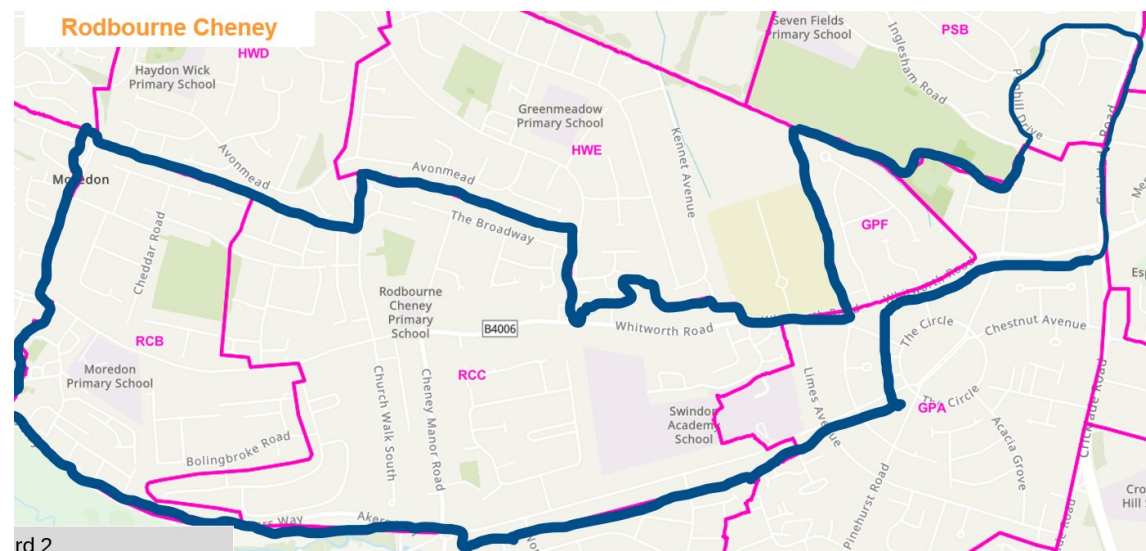 Rodbourne Cheney
HWD
Haydon Wick
Primary School
Seven Fields
Primary School
PSB
Inglesham Road
Greenmeadow
Primary School
HWE
Kennet Avenue
Avonmead
Avonmead
Moredon
Cheddar Road
The Broadway
GPF
Whitworth Road
Rodbourne
Cheney
Primary
School
B4006
Whitworth Road
The Circle
Chestnut Avenue
RCB
Moredon
Primary School
RCC
Church Walk South
Cheney Manor Road
Swindon
Academy
School
Limes Avenue
GPA
The Circle
Acacia Grove
Cricklade Road
Bolingbroke Road
Pinehurst Road
rd 2